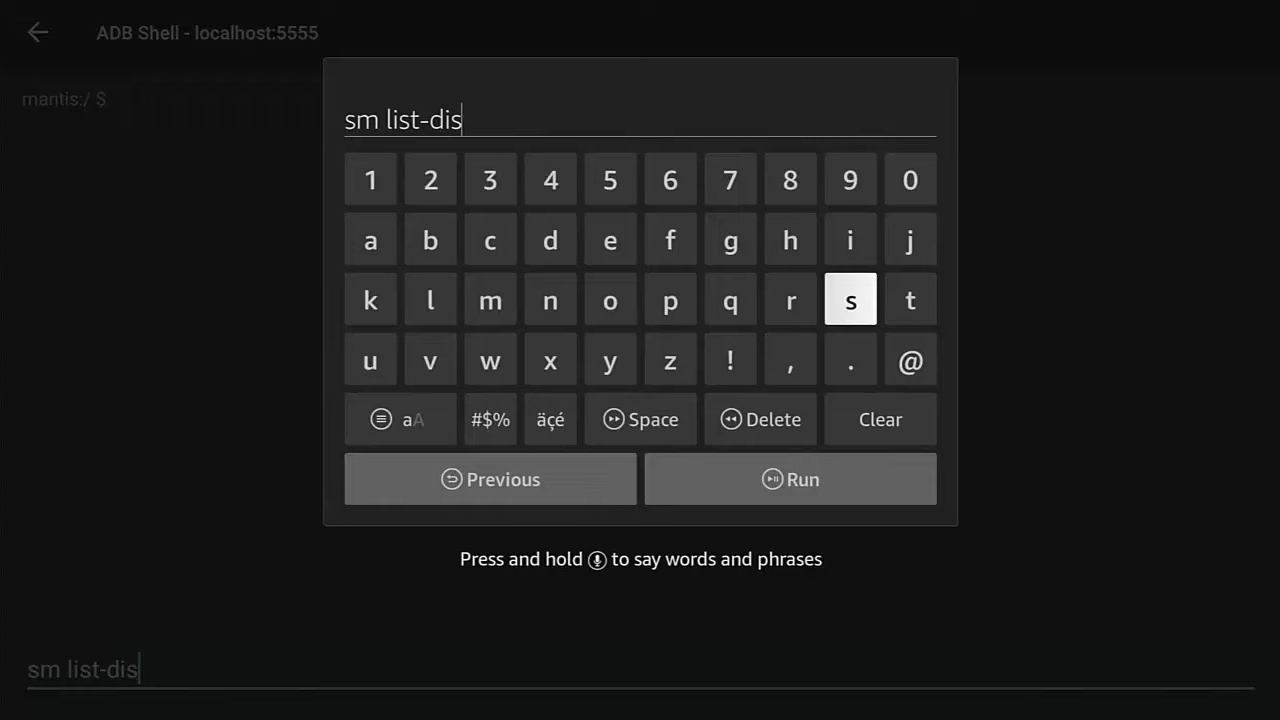 ADB Shell - localhost:5555
mantis:/ $
sm list-dis
1 2 3 4 5 6 7 8 9 0
a b c d e f g h i j
k l m n o p q r s t
u v w x y z ! , . @
aA #$% äçé Space Delete Clear
Previous Run
Press and hold to say words and phrases
sm list-dis